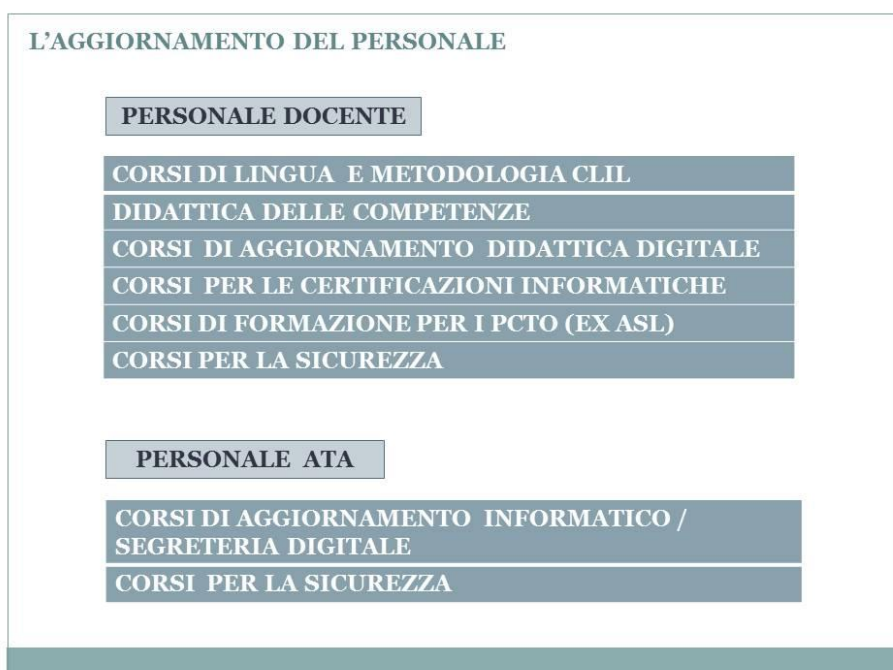 L'AGGIORNAMENTO DEL PERSONALE
PERSONALE DOCENTE
CORSI DI LINGUA E METODOLOGIA CLIL
DIDATTICA DELLE COMPETENZE
CORSI DI AGGIORNAMENTO DIDATTICA DIGITALE
CORSI PER LE CERTIFICAZIONI INFORMATICHE
CORSI DI FORMAZIONE PER I PCTO (EX ASL)
CORSI PER LA SICUREZZA
PERSONALE ATA
CORSI DI AGGIORNAMENTO INFORMATICO /
SEGRETERIA DIGITALE
CORSI PER LA SICUREZZA